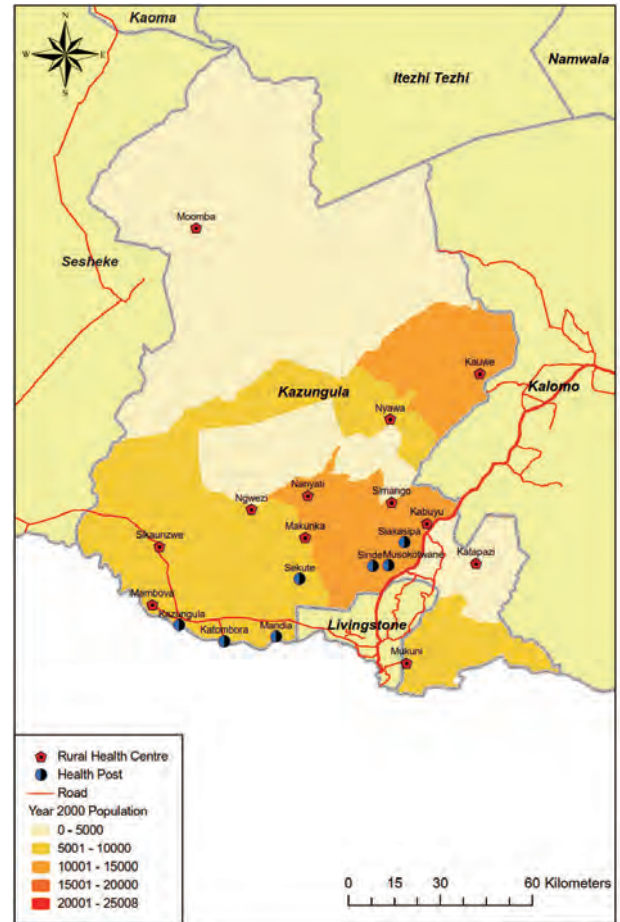 Kaoma
N
W E
S
Namwala
Itezhi Tezhi
Moomba
Sesheke
Kauwe
Kalomo
Kazungula
Nyawa
Nanyati
Simango
Ngwezi
Kabuyu
Makunka
Siakasipa
Sikaunzwe
Sinde Musokotwane
Katapazi
Sekute
Mambova
Kazungula
Mandia
Livingstone
Katombora
Mukuni
Rural Health Centre
Health Post
Road
Year 2000 Population
0 - 5000
5001 - 10000
10001 - 15000
15001 - 20000
20001 - 25008
0 15 30 60 Kilometers